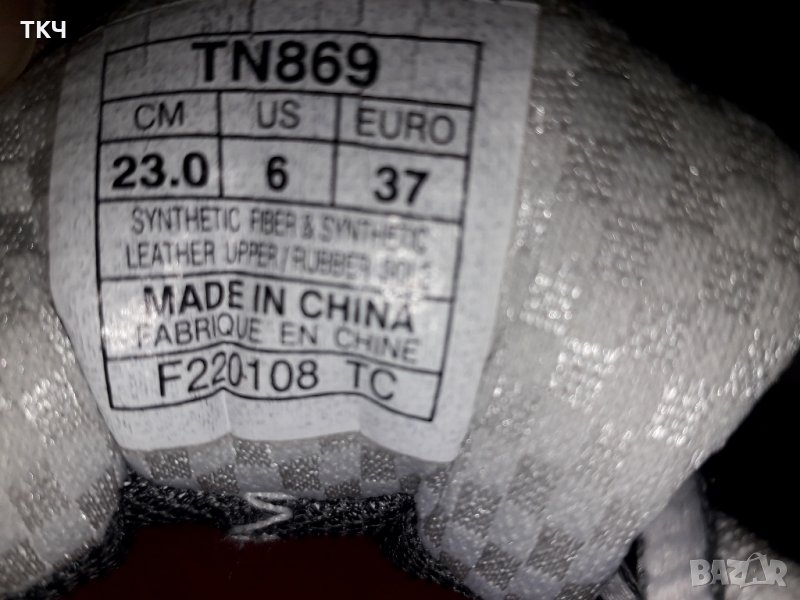 ТКЧ
TN869
CM US EURO
23.0 6 37
SYNTHETIC FIBER & SYNTHETIC
LEATHER UPPER / RUBBER SOLE
MADE IN CHINA
FABRIQUE EN CHINE
F220108 TC
BAZAR